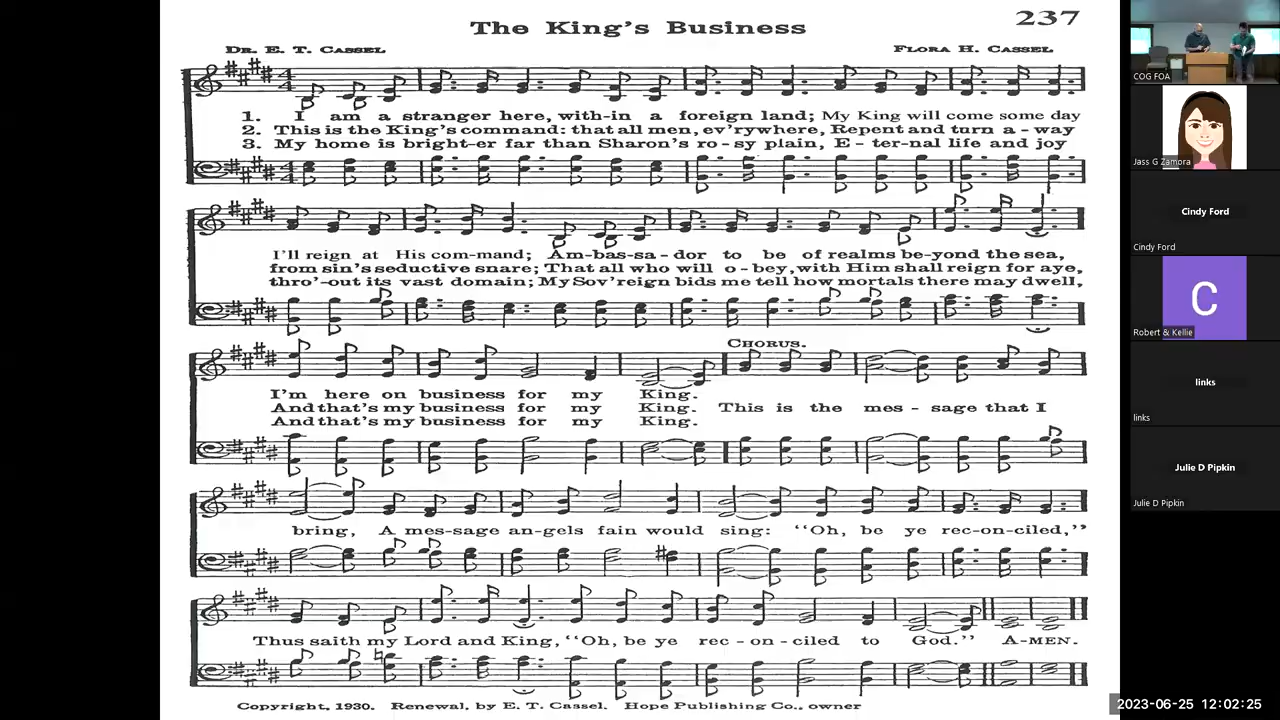 237
The King's Business
DR. E. T. CASSEL. FLORA H. CASSEL.
1. I am a stranger here, with-in a foreign land; My King will come some day
2. This is the King's command: that all men, ev'rywhere, Repent and turn a - way
3. My home is bright-er far than Sharon's ro - sy plain, E - ter-nal life and joy
I'll reign at His com-mand; Am-bas-sa - dor to be of realms be-yond the sea,
from sin's seductive snare; That all who will o - bey, with Him shall reign for aye,
thro'-out its vast domain; My Sov'reign bids me tell how mortals there may dwell,
CHORUS.
I'm here on business for my King.
And that's my business for my King. This is the mes - sage that I
And that's my business for my King.
bring, A mes-sage an-gels fain would sing: "Oh, be ye rec-on-ciled,"
Thus saith my Lord and King, "Oh, be ye rec - on - ciled to God." A-MEN.
Copyright, 1930. Renewal, by E. T. Cassel. Hope Publishing Co., owner
COG FOA
Jass G Zamora
Cindy Ford
Cindy Ford
C
Robert & Kellie
links
links
Julie D Pipkin
Julie D Pipkin
2023-06-25 12:02:25